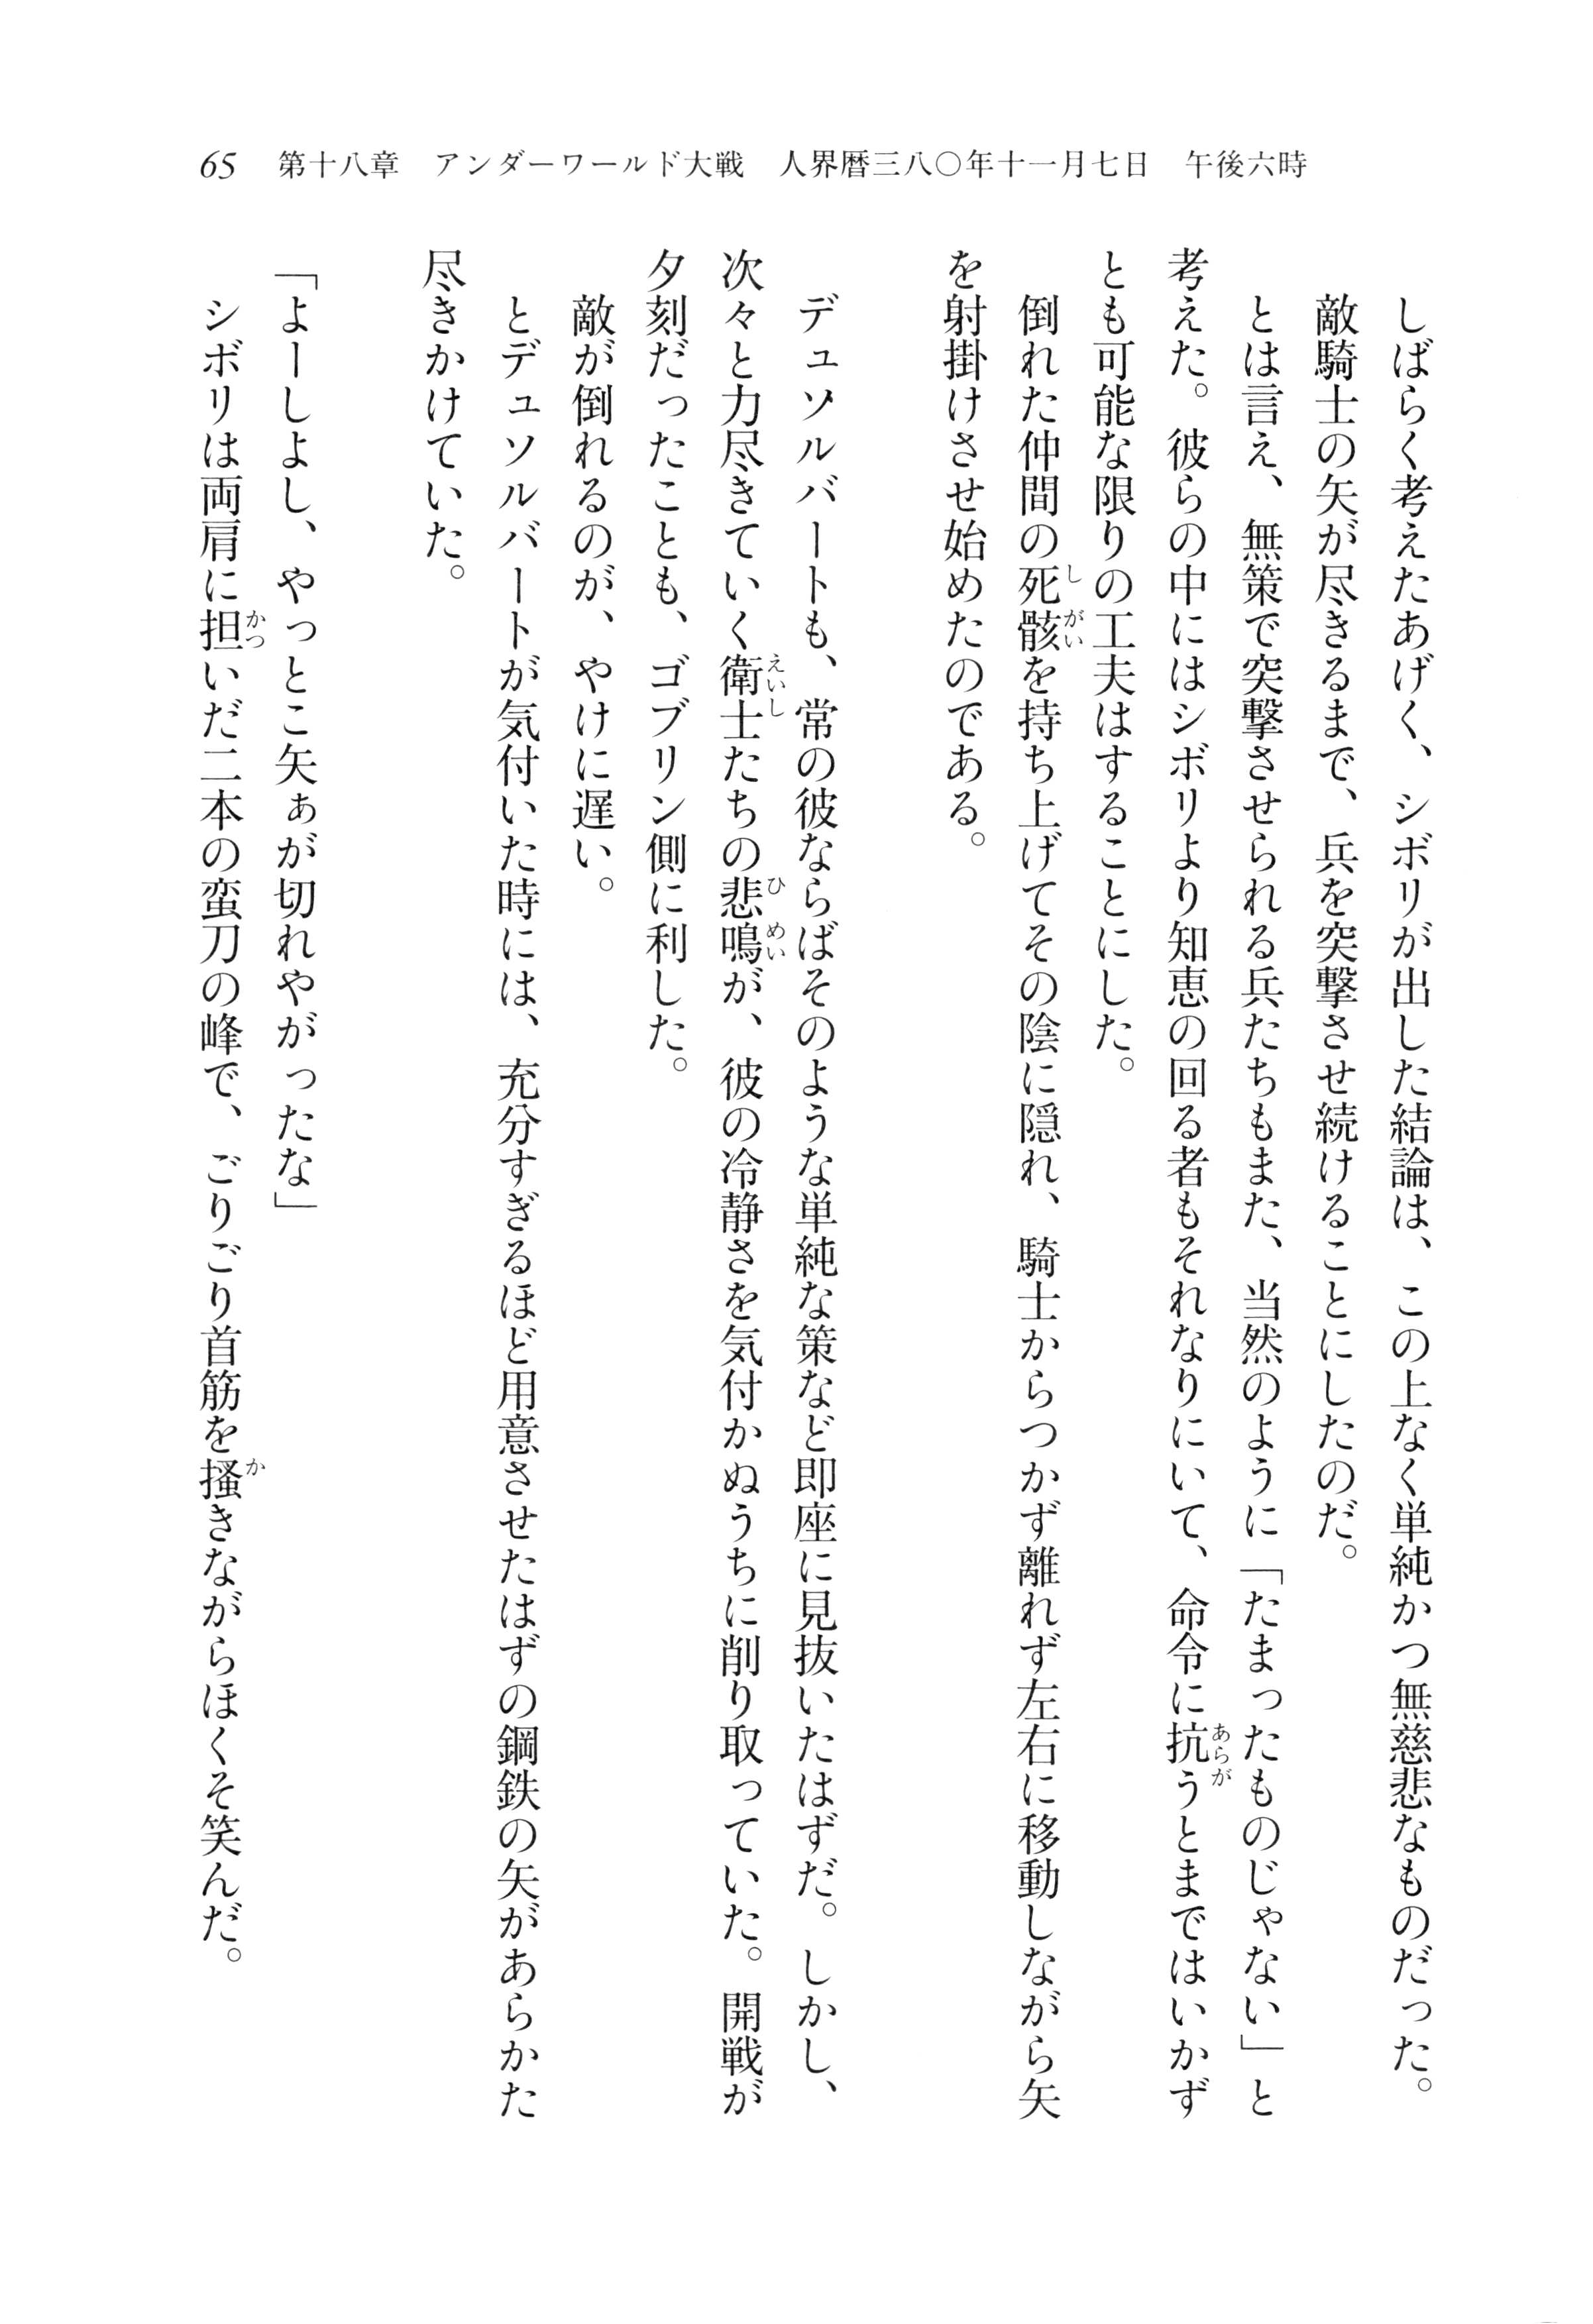 65　第十八章　アンダーワールド大戦　人界暦三八〇年十一月七日　午後六時
しばらく考えたあげく、シボリが出した結論は、この上なく単純かつ無慈悲なものだった。
敵騎士の矢が尽きるまで、兵を突撃させ続けることにしたのだ。
とは言え、無策で突撃させられる兵たちもまた、当然のように「たまったものじゃない」と
考えた。彼らの中にはシボリより知恵の回る者もそれなりにいて、命令に抗うとまではいかず
とも可能な限りの工夫はすることにした。
倒れた仲間の死骸を持ち上げてその陰に隠れ、騎士からつかず離れず左右に移動しながら矢
を射掛けさせ始めたのである。
デュソルバートも、常の彼ならばそのような単純な策など即座に見抜いたはずだ。しかし、
次々と力尽きていく衛士たちの悲鳴が、彼の冷静さを気付かぬうちに削り取っていた。開戦が
夕刻だったことも、ゴブリン側に利した。
敵が倒れるのが、やけに遅い。
とデュソルバートが気付いた時には、充分すぎるほど用意させたはずの鋼鉄の矢があらかた
尽きかけていた。
「よーしよし、やっとこ矢ぁが切れやがったな」
シボリは両肩に担いだ二本の蛮刀の峰で、ごりごり首筋を掻きながらほくそ笑んだ。